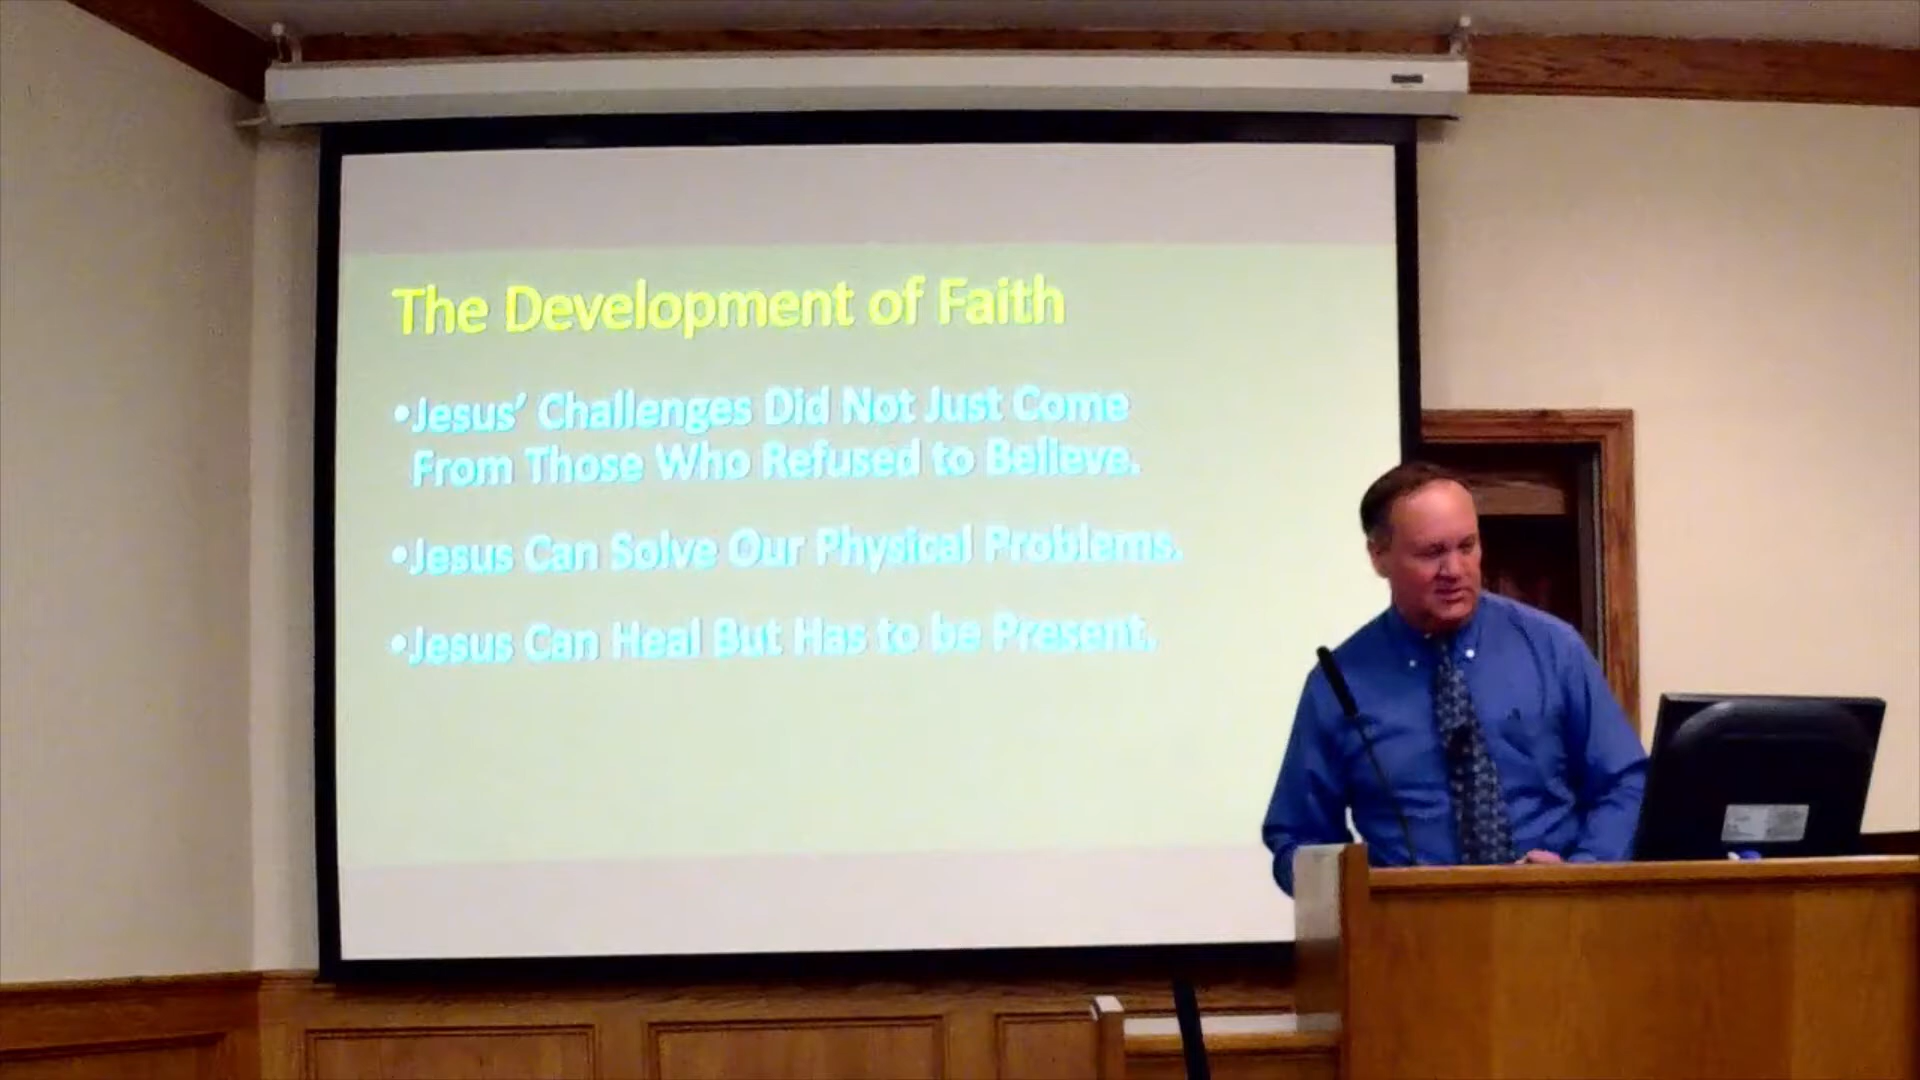 The Development of Faith
•Jesus’ Challenges Did Not Just Come
From Those Who Refused to Believe.
•Jesus Can Solve Our Physical Problems.
•Jesus Can Heal But Has to be Present.